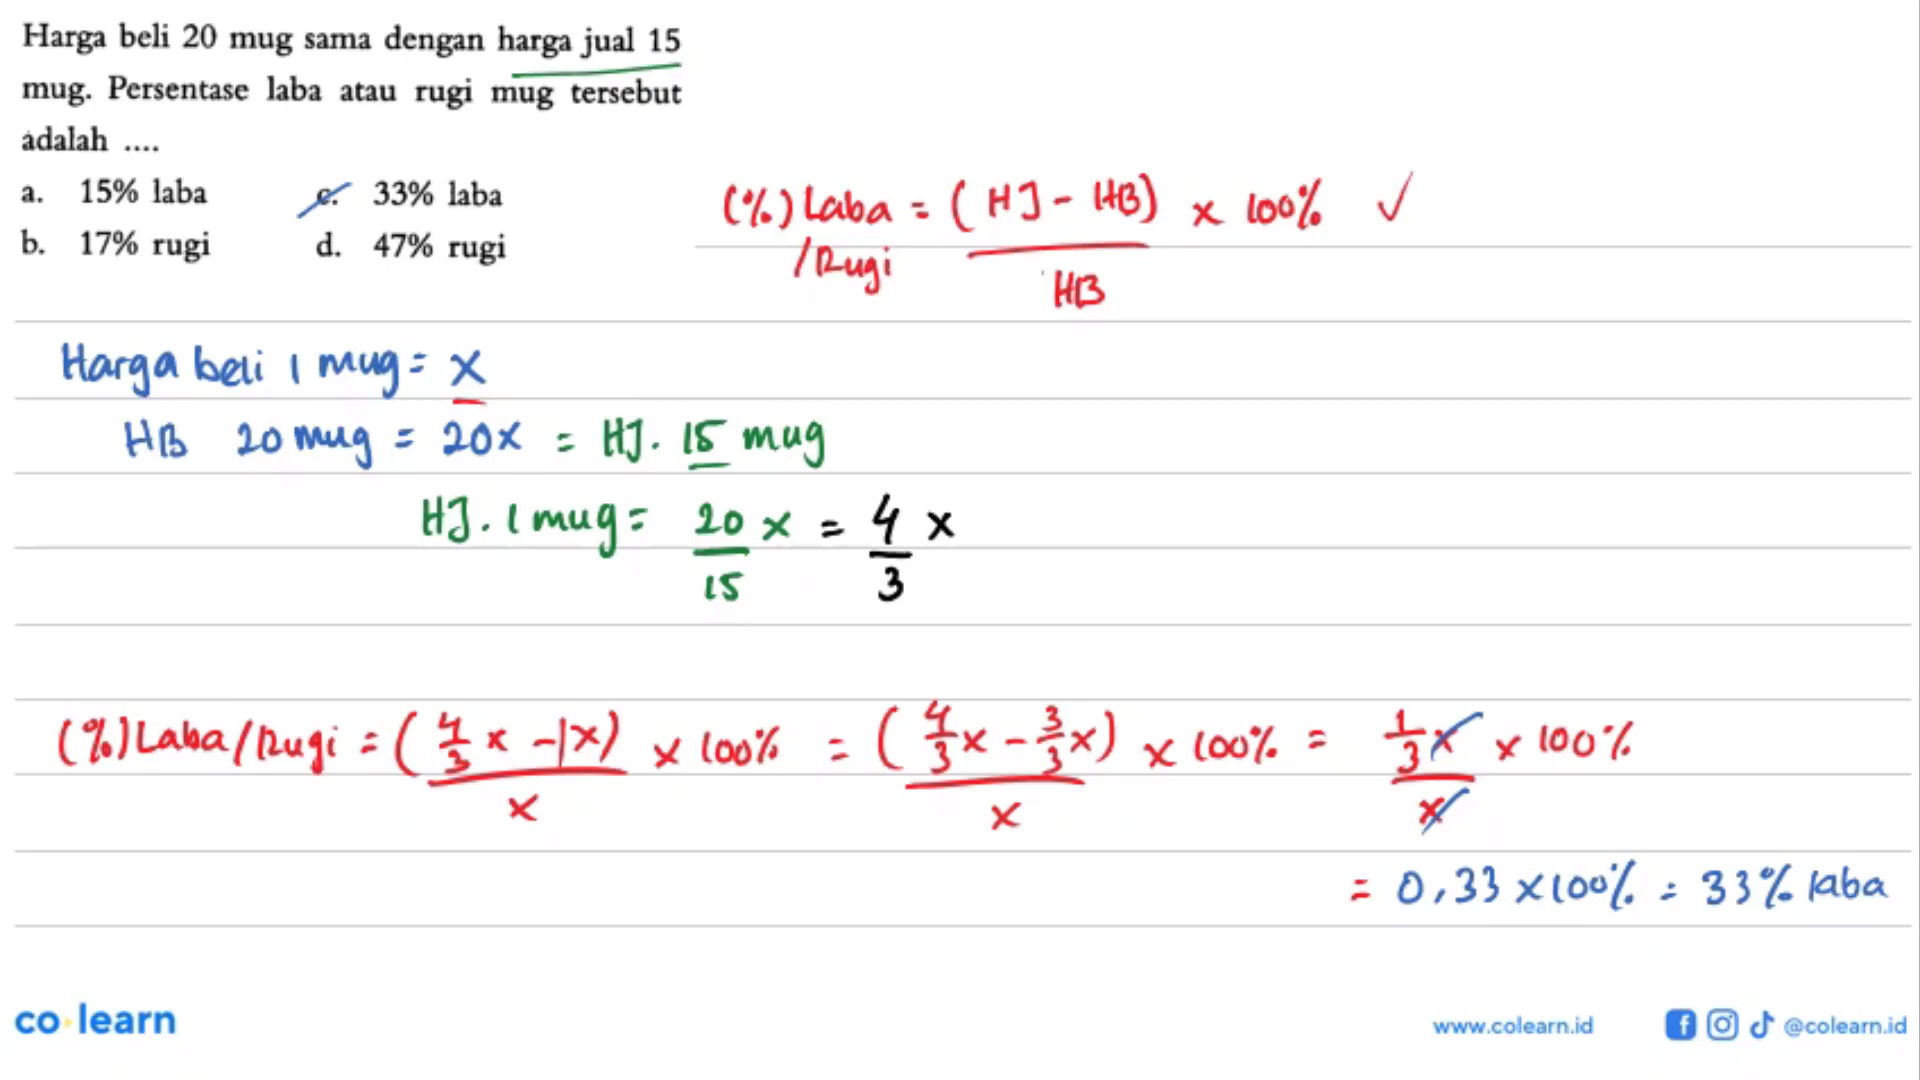 Harga beli 20 mug sama dengan harga jual 15
mug. Persentase laba atau rugi mug tersebut
adalah ....
a. 15% laba c. 33% laba
b. 17% rugi d. 47% rugi
(%) Laba /Rugi = (HJ - HB)/HB x 100% ✓
Harga beli 1 mug = x
HB 20 mug = 20x = HJ. 15 mug
HJ. 1 mug = 20/15 x = 4/3 x
(%) Laba/Rugi = (4/3 x - 1x)/x x 100% = (4/3 x - 3/3 x)/x x 100% = 1/3 x/x x 100%
= 0,33 x 100% = 33% laba
co learn
www.colearn.id @colearn.id